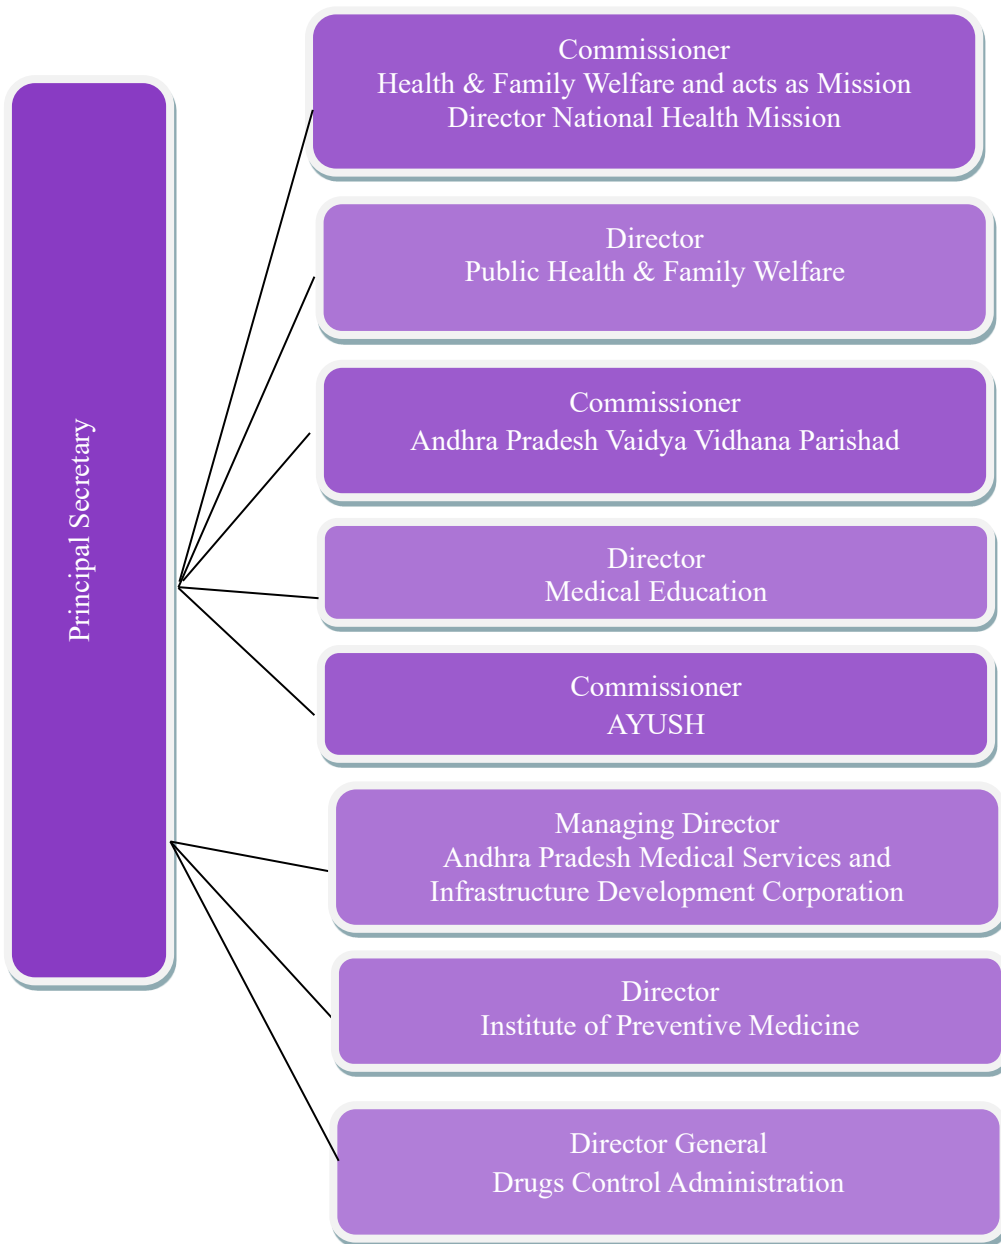 Principal Secretary
Commissioner
Health & Family Welfare and acts as Mission
Director National Health Mission
Director
Public Health & Family Welfare
Commissioner
Andhra Pradesh Vaidya Vidhana Parishad
Director
Medical Education
Commissioner
AYUSH
Managing Director
Andhra Pradesh Medical Services and
Infrastructure Development Corporation
Director
Institute of Preventive Medicine
Director General
Drugs Control Administration